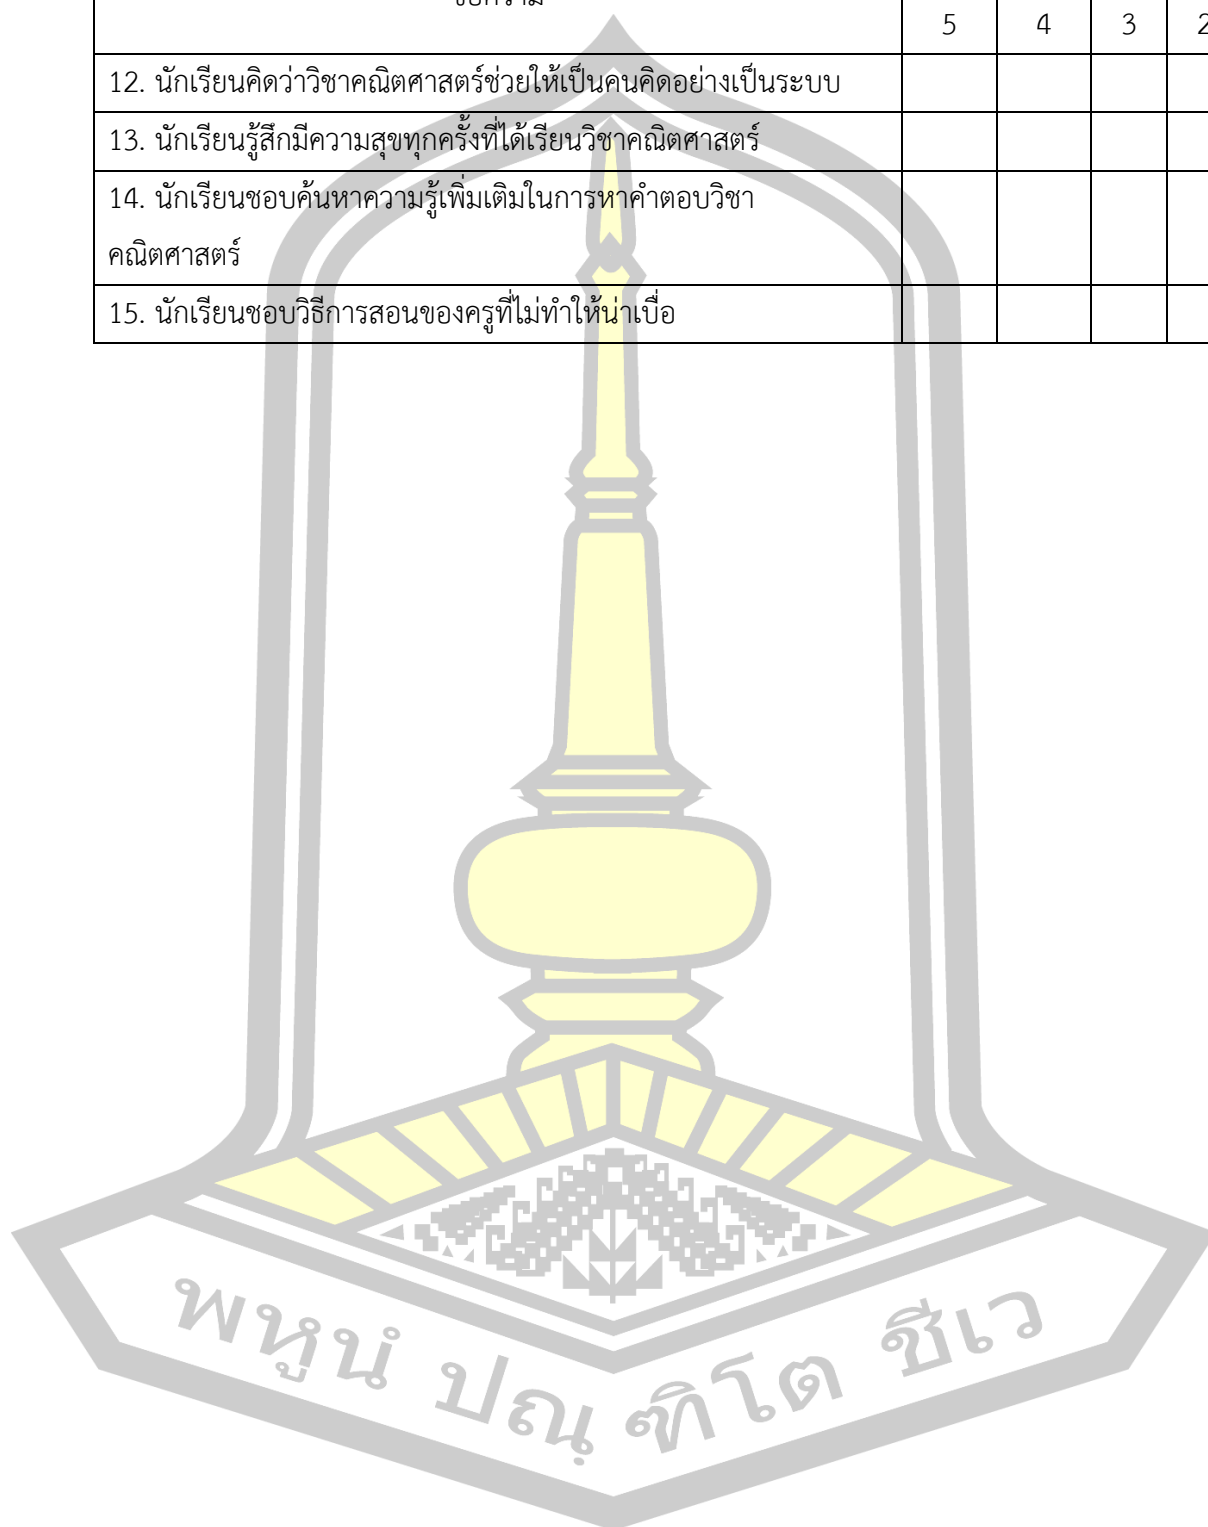 ข้อความ
5 4 3 2
12. นักเรียนคิดว่าวิชาคณิตศาสตร์ช่วยให้เป็นคนคิดอย่างเป็นระบบ
13. นักเรียนรู้สึกมีความสุขทุกครั้งที่ได้เรียนวิชาคณิตศาสตร์
14. นักเรียนชอบค้นหาความรู้เพิ่มเติมในการหาคำตอบวิชา
คณิตศาสตร์
15. นักเรียนชอบวิธีการสอนของครูที่ไม่ทำให้น่าเบื่อ
พหูนํ ปณฺ ฑิโต ชีเว